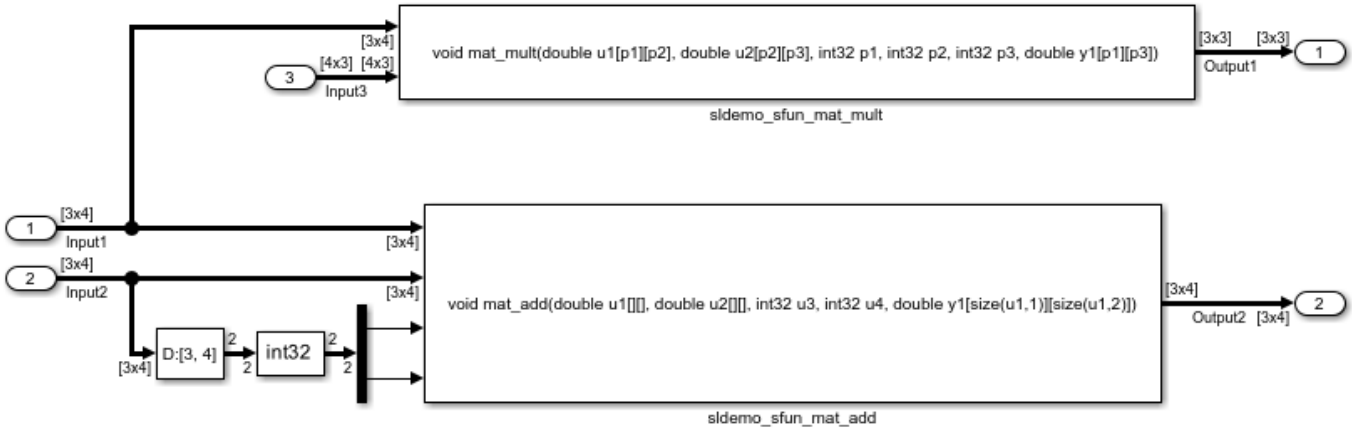 [3x4]
void mat_mult(double u1[p1][p2], double u2[p2][p3], int32 p1, int32 p2, int32 p3, double y1[p1][p3])
[3x3] [3x3]
1
Output1
3
[4x3] [4x3]
Input3
sldemo_sfun_mat_mult
1
[3x4]
Input1
[3x4]
2
[3x4]
Input2
[3x4]
void mat_add(double u1[][], double u2[][], int32 u3, int32 u4, double y1[size(u1,1)][size(u1,2)])
[3x4]
2
Output2 [3x4]
[3x4]
D:[3, 4]
2
2
int32
2
2
sldemo_sfun_mat_add